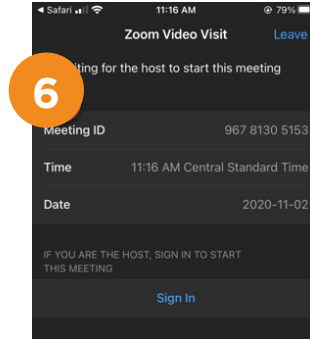 Safari 11:16 AM 79%
Zoom Video Visit Leave
iting for the host to start this meeting
6
Meeting ID 967 8130 5153
Time 11:16 AM Central Standard Time
Date 2020-11-02
IF YOU ARE THE HOST, SIGN IN TO START
THIS MEETING
Sign In